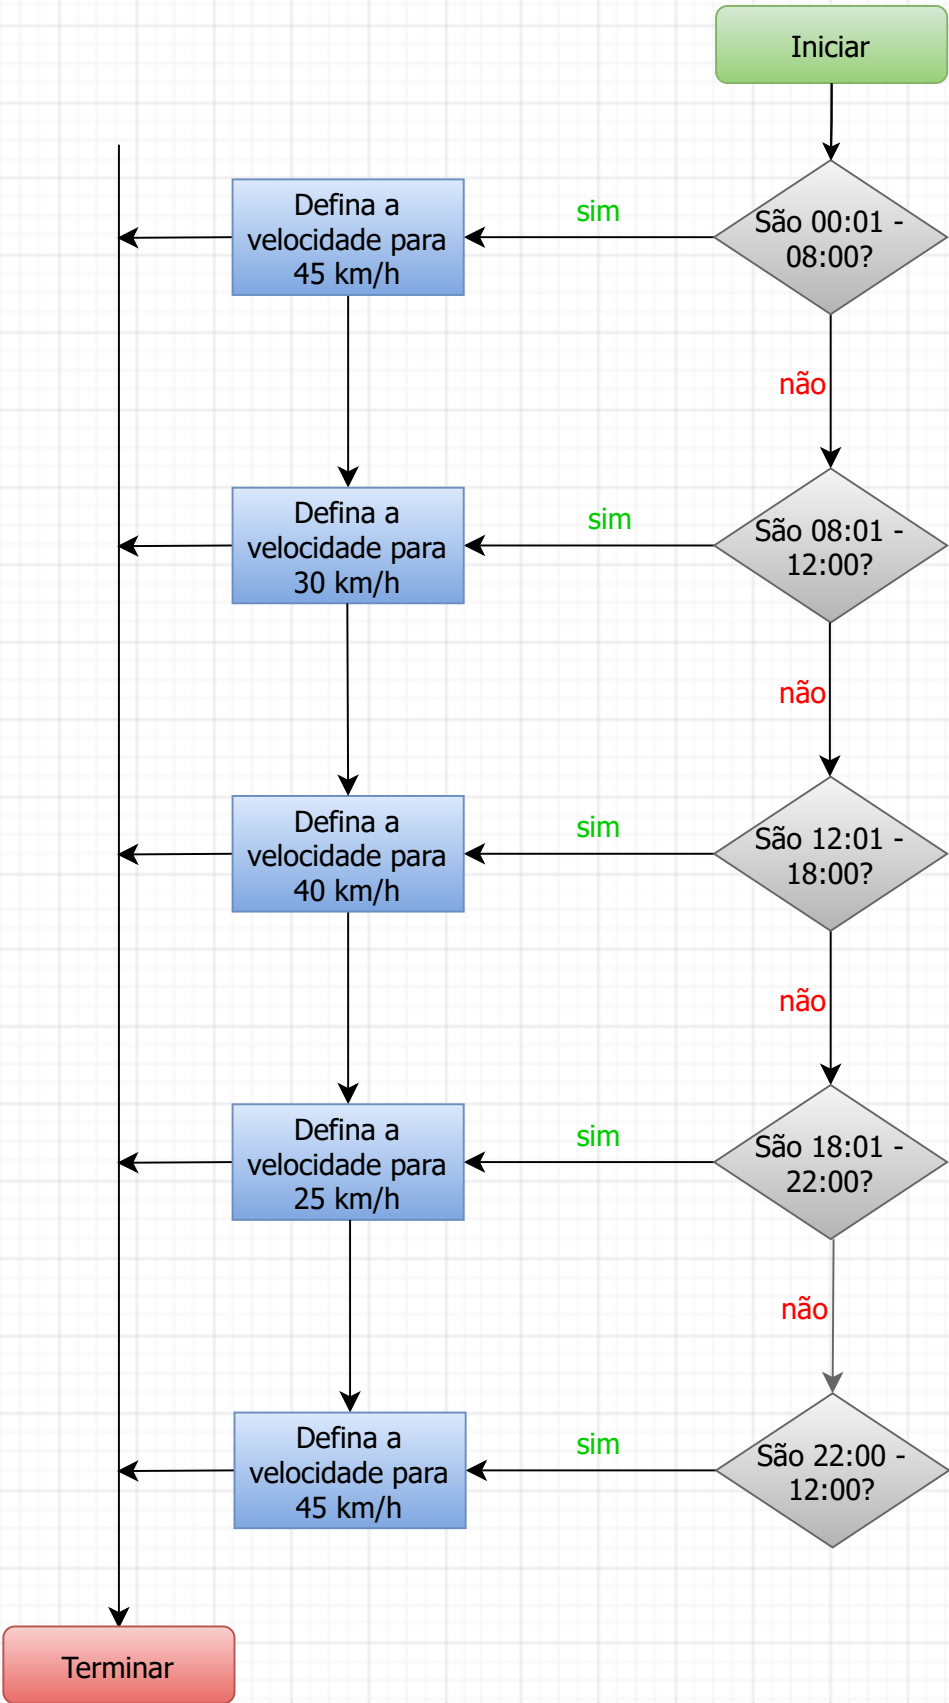 Iniciar
Defina a
velocidade para
45 km/h
sim
São 00:01 -
08:00?
não
Defina a
velocidade para
30 km/h
sim
São 08:01 -
12:00?
não
Defina a
velocidade para
40 km/h
sim
São 12:01 -
18:00?
não
Defina a
velocidade para
25 km/h
sim
São 18:01 -
22:00?
não
Defina a
velocidade para
45 km/h
sim
São 22:00 -
12:00?
Terminar